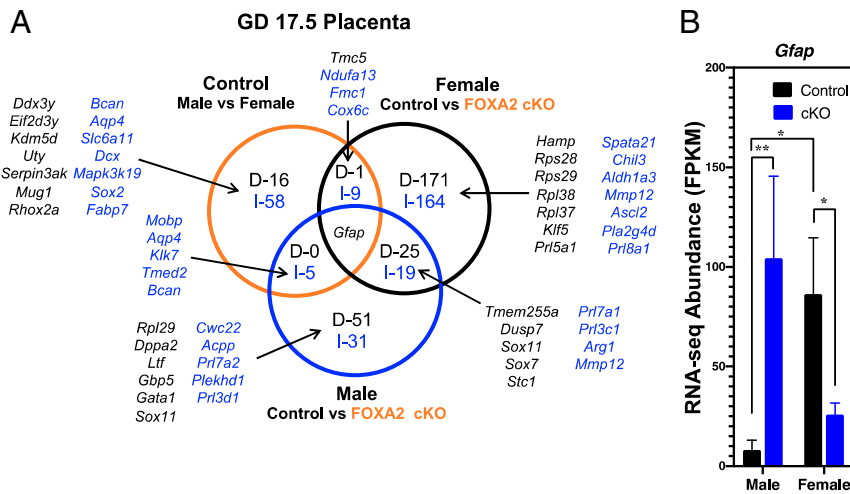 A
GD 17.5 Placenta
Control
Male vs Female
Tmc5
Ndufa13
Fmc1
Cox6c
Female
Control vs FOXA2 cKO
Ddx3y Bcan
Eif2d3y Aqp4
Kdm5d Slc6a11
Uty Dcx
Serpin3ak Mapk3k19
Mug1 Sox2
Rhox2a Fabp7
D-16
I-58
D-1
I-9
D-171
I-164
Hamp Spata21
Rps28 Chil3
Rps29 Aldh1a3
Rpl38 Mmp12
Rpl37 Ascl2
Klf5 Pla2g4d
Prl5a1 Prl8a1
Mobp
Aqp4
Klk7
Tmed2
Bcan
Gfap
D-0
I-5
D-25
I-19
D-51
I-31
Rpl29 Cwc22
Dppa2 Acpp
Ltf Prl7a2
Gbp5 Plekhd1
Gata1 Prl3d1
Sox11
Tmem255a Prl7a1
Dusp7 Prl3c1
Sox11 Arg1
Sox7 Mmp12
Stc1
Male
Control vs FOXA2 cKO
B
Gfap
Control
cKO
RNA-seq Abundance (FPKM)
200
150
100
50
0
*
**
*
Male Female